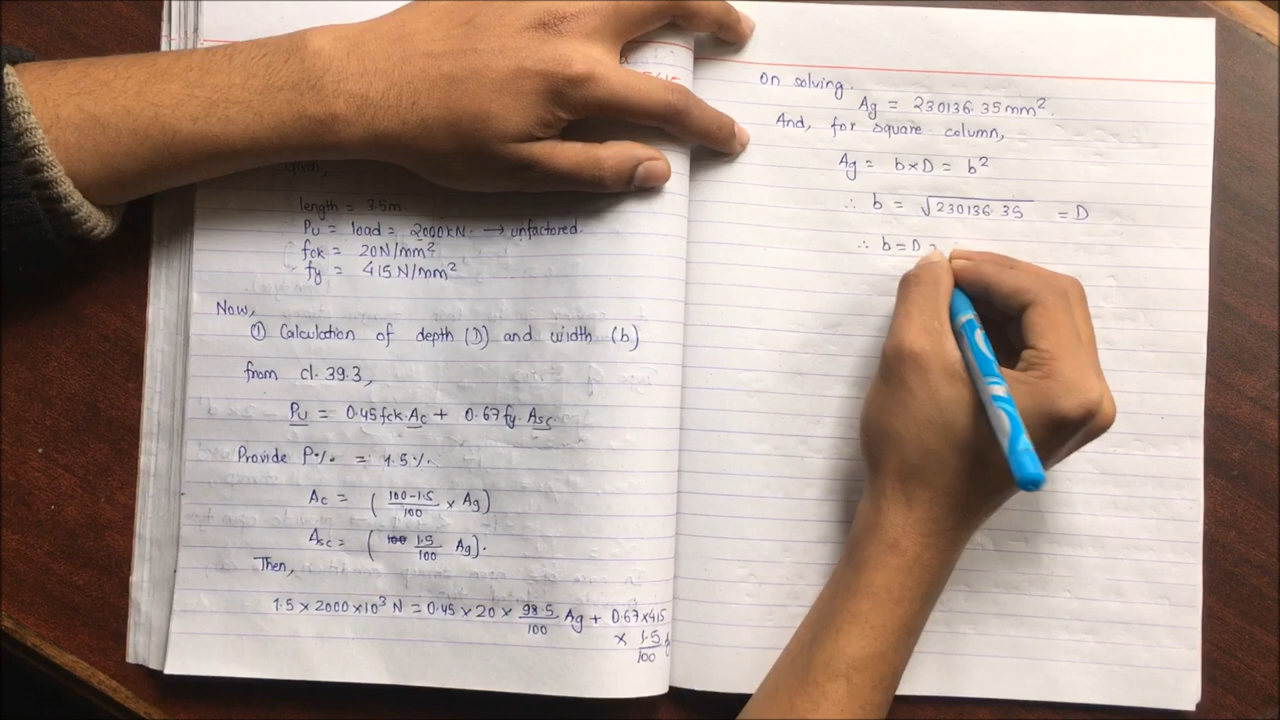 Given,
length = 3.5m.
Pu = load = 2000kN. → unfactored.
fck = 20N/mm²
fy = 415N/mm²
Now,
① Calculation of depth (D) and width (b)
from cl. 39.3,
Pu = 0.45fck.Ac + 0.67fy.Asc
Provide P% = 1.5%
Ac = (100-1.5/100 × Ag)
Asc = (100 1.5/100 Ag).
Then,
1.5 × 2000 × 10³ N = 0.45 × 20 × 98.5/100 Ag + 0.67×415
× 1.5/100
On solving.
Ag = 230136.35mm².
And, for square column,
Ag = b×D = b²
∴ b = √230136.35 = D
∴ b=D =